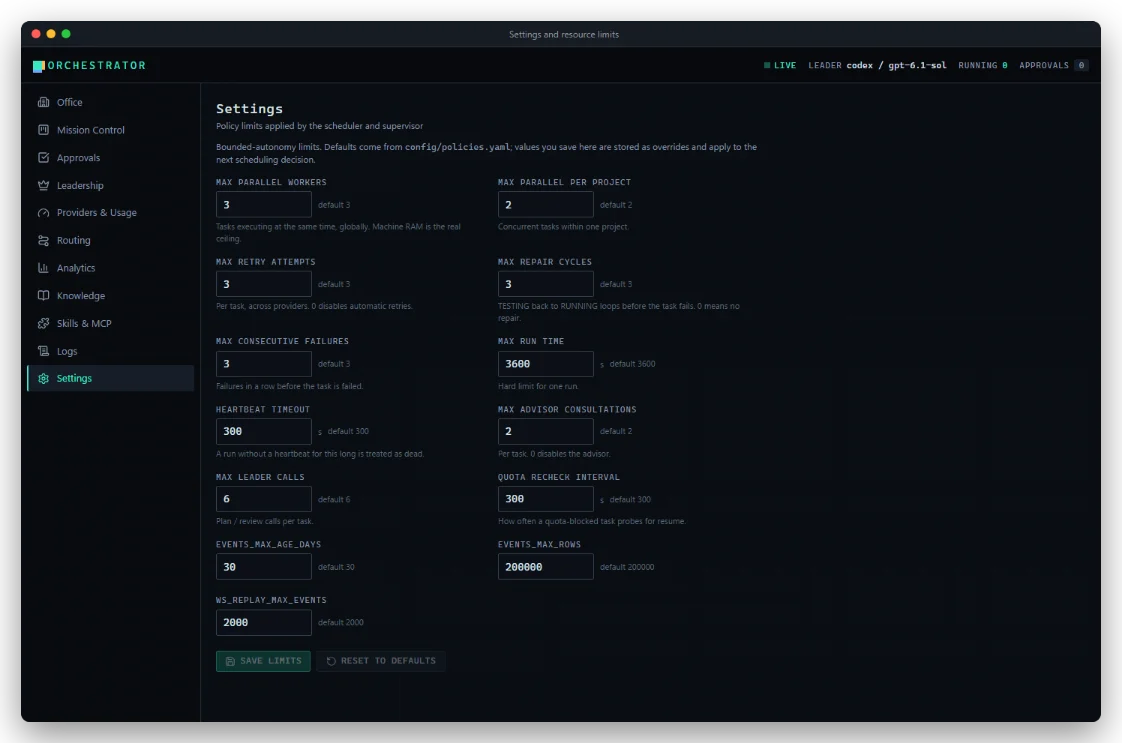 Settings and resource limits
ORCHESTRATOR
LIVE LEADER codex / gpt-6.1-sol RUNNING 0 APPROVALS 0
Office
Mission Control
Approvals
Leadership
Providers & Usage
Routing
Analytics
Knowledge
Skills & MCP
Logs
Settings
Settings
Policy limits applied by the scheduler and supervisor
Bounded-autonomy limits. Defaults come from config/policies.yaml; values you save here are stored as overrides and apply to the
next scheduling decision.
MAX PARALLEL WORKERS
3 default 3
Tasks executing at the same time, globally. Machine RAM is the real
ceiling.
MAX PARALLEL PER PROJECT
2 default 2
Concurrent tasks within one project.
MAX RETRY ATTEMPTS
3 default 3
Per task, across providers. 0 disables automatic retries.
MAX REPAIR CYCLES
3 default 3
TESTING back to RUNNING loops before the task fails. 0 means no
repair.
MAX CONSECUTIVE FAILURES
3 default 3
Failures in a row before the task is failed.
MAX RUN TIME
3600 s default 3600
Hard limit for one run.
HEARTBEAT TIMEOUT
300 s default 300
A run without a heartbeat for this long is treated as dead.
MAX ADVISOR CONSULTATIONS
2 default 2
Per task. 0 disables the advisor.
MAX LEADER CALLS
6 default 6
Plan / review calls per task.
QUOTA RECHECK INTERVAL
300 s default 300
How often a quota-blocked task probes for resume.
EVENTS_MAX_AGE_DAYS
30 default 30
EVENTS_MAX_ROWS
200000 default 200000
WS_REPLAY_MAX_EVENTS
2000 default 2000
SAVE LIMITS
RESET TO DEFAULTS